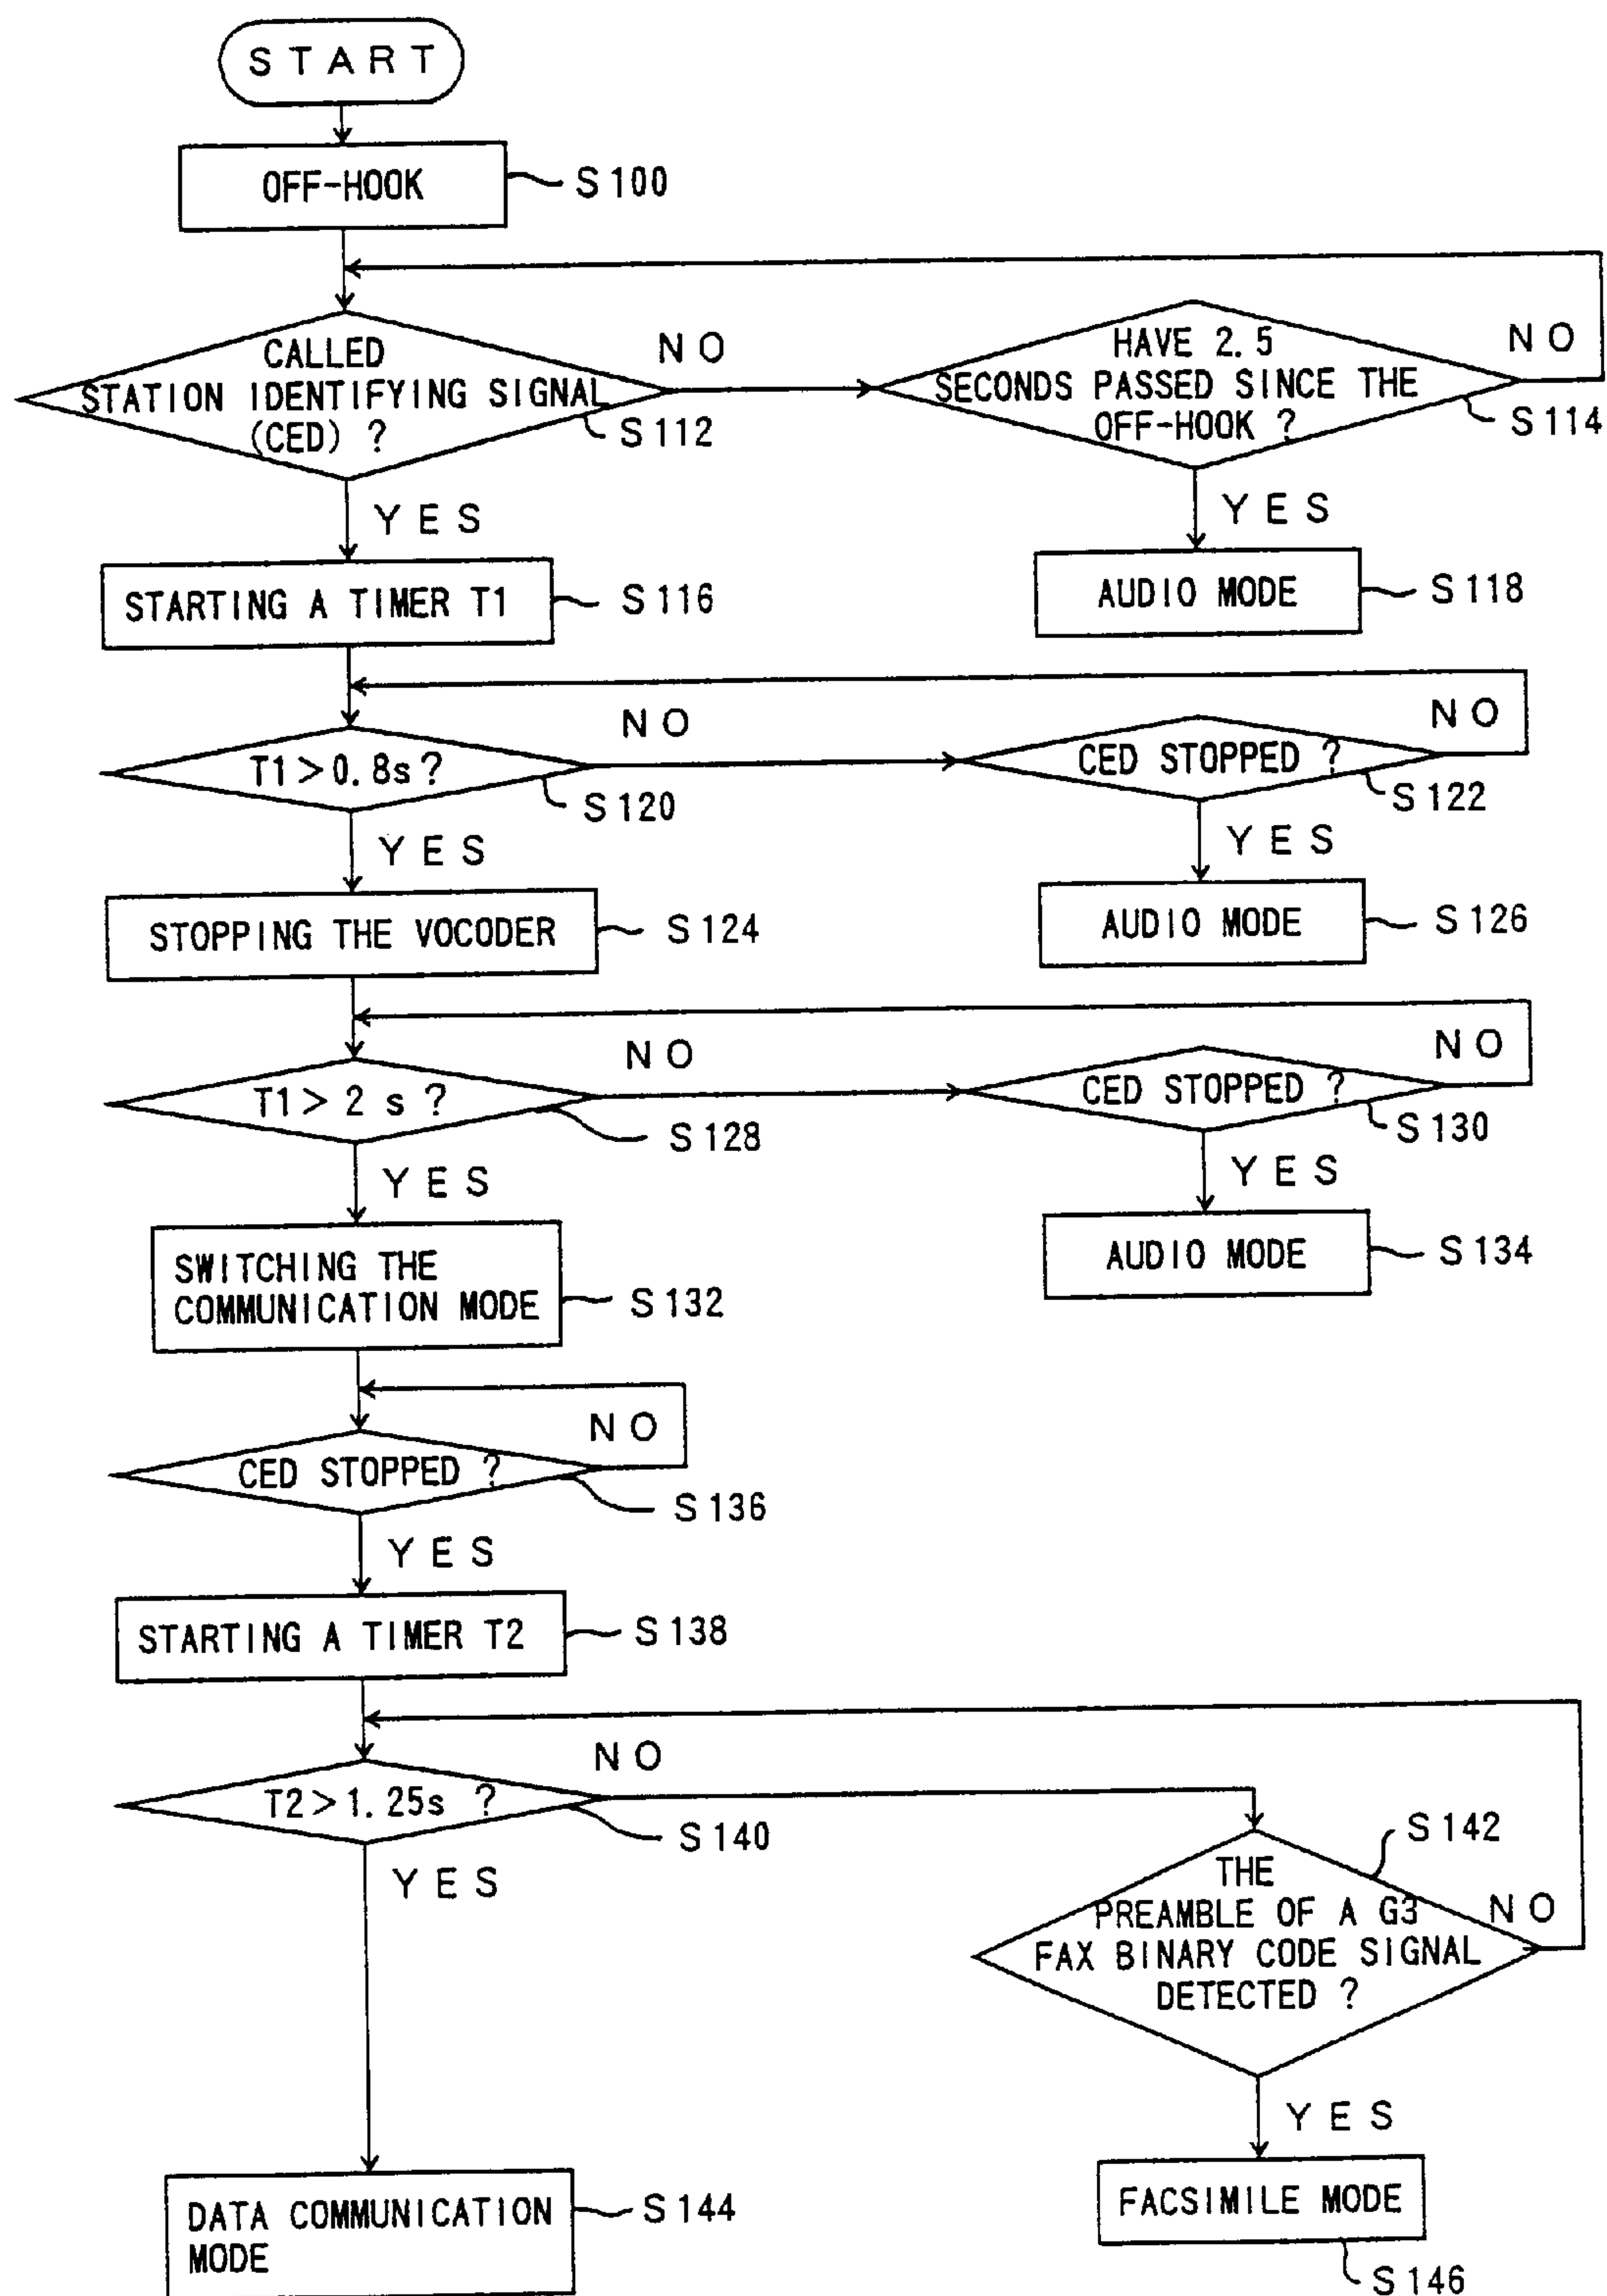 START
OFF-HOOK
S100
CALLED
STATION IDENTIFYING SIGNAL
(CED) ?
S112
NO
HAVE 2.5
SECONDS PASSED SINCE THE
OFF-HOOK ?
S114
NO
YES
YES
STARTING A TIMER T1
S116
AUDIO MODE
S118
T1>0.8s?
S120
NO
CED STOPPED ?
S122
NO
YES
YES
STOPPING THE VOCODER
S124
AUDIO MODE
S126
T1> 2 s ?
S128
NO
CED STOPPED ?
S130
NO
YES
YES
SWITCHING THE
COMMUNICATION MODE
S132
AUDIO MODE
S134
CED STOPPED ?
S136
NO
YES
STARTING A TIMER T2
S138
T2>1.25s ?
S140
NO
YES
THE
PREAMBLE OF A G3
FAX BINARY CODE SIGNAL
DETECTED ?
S142
NO
YES
DATA COMMUNICATION
MODE
S144
FACSIMILE MODE
S146